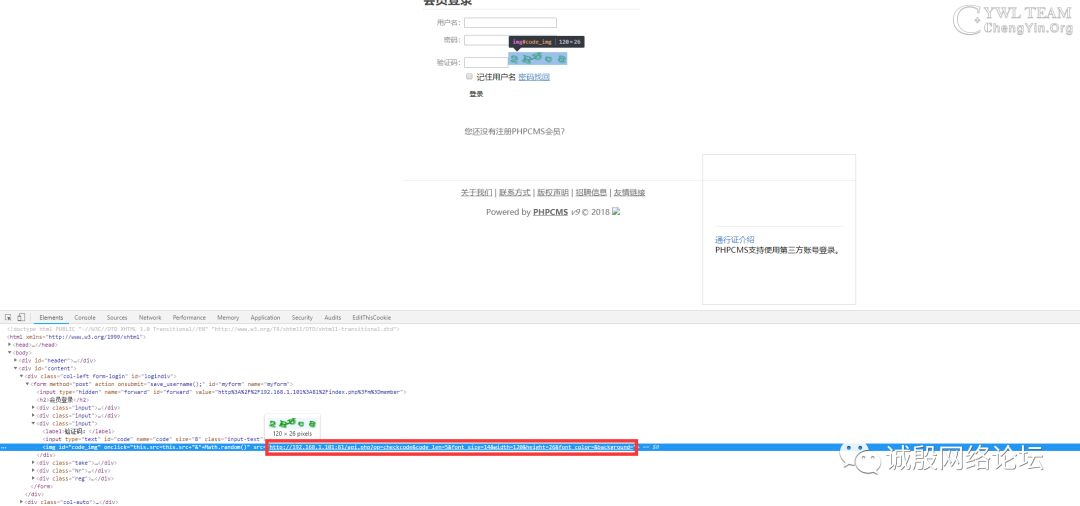 会员登录
YWL TEAM
ChengYin.Org
用户名:
密码:
img#code_img | 120×26
验证码:
记住用户名 密码找回
登录
您还没有注册PHPCMS会员?
关于我们 | 联系方式 | 版权声明 | 招聘信息 | 友情链接
Powered by PHPCMS v9 © 2018
通行证介绍
PHPCMS支持使用第三方账号登录。
Elements Console Sources Network Performance Memory Application Security Audits EditThisCookie
<!doctype html PUBLIC "-//W3C//DTD XHTML 1.0 Transitional//EN" "http://www.w3.org/TR/xhtml1/DTD/xhtml1-transitional.dtd">
<html xmlns="http://www.w3.org/1999/xhtml">
<head>…</head>
<body>
<div id="header">…</div>
<div id="content">
<div class="col-left form-login" id="logindiv">
<form method="post" action onsubmit="save_username();" id="myform" name="myform">
<input type="hidden" name="forward" id="forward" value="http%3A%2F%2F192.168.1.101%3A81%2Findex.php%3Fm%3Dmember">
<h2>会员登录</h2>
<div class="input">…</div>
<div class="input">…</div>
<div class="input">
<label>验证码: </label>
<input type="text" id="code" name="code" size="8" class="input-text"
120 × 26 pixels
<img id="code_img" onclick="this.src=this.src+"&"+Math.random()" src="http://192.168.1.101:81/api.php?op=checkcode&code_len=5&font_size=14&width=120&height=26&font_color=&background=" == $0
</div>
<div class="take">…</div>
<div class="hr">…</div>
<div class="reg">…</div>
</form>
</div>
<div class="col-auto">…</div>
诚殷网络论坛